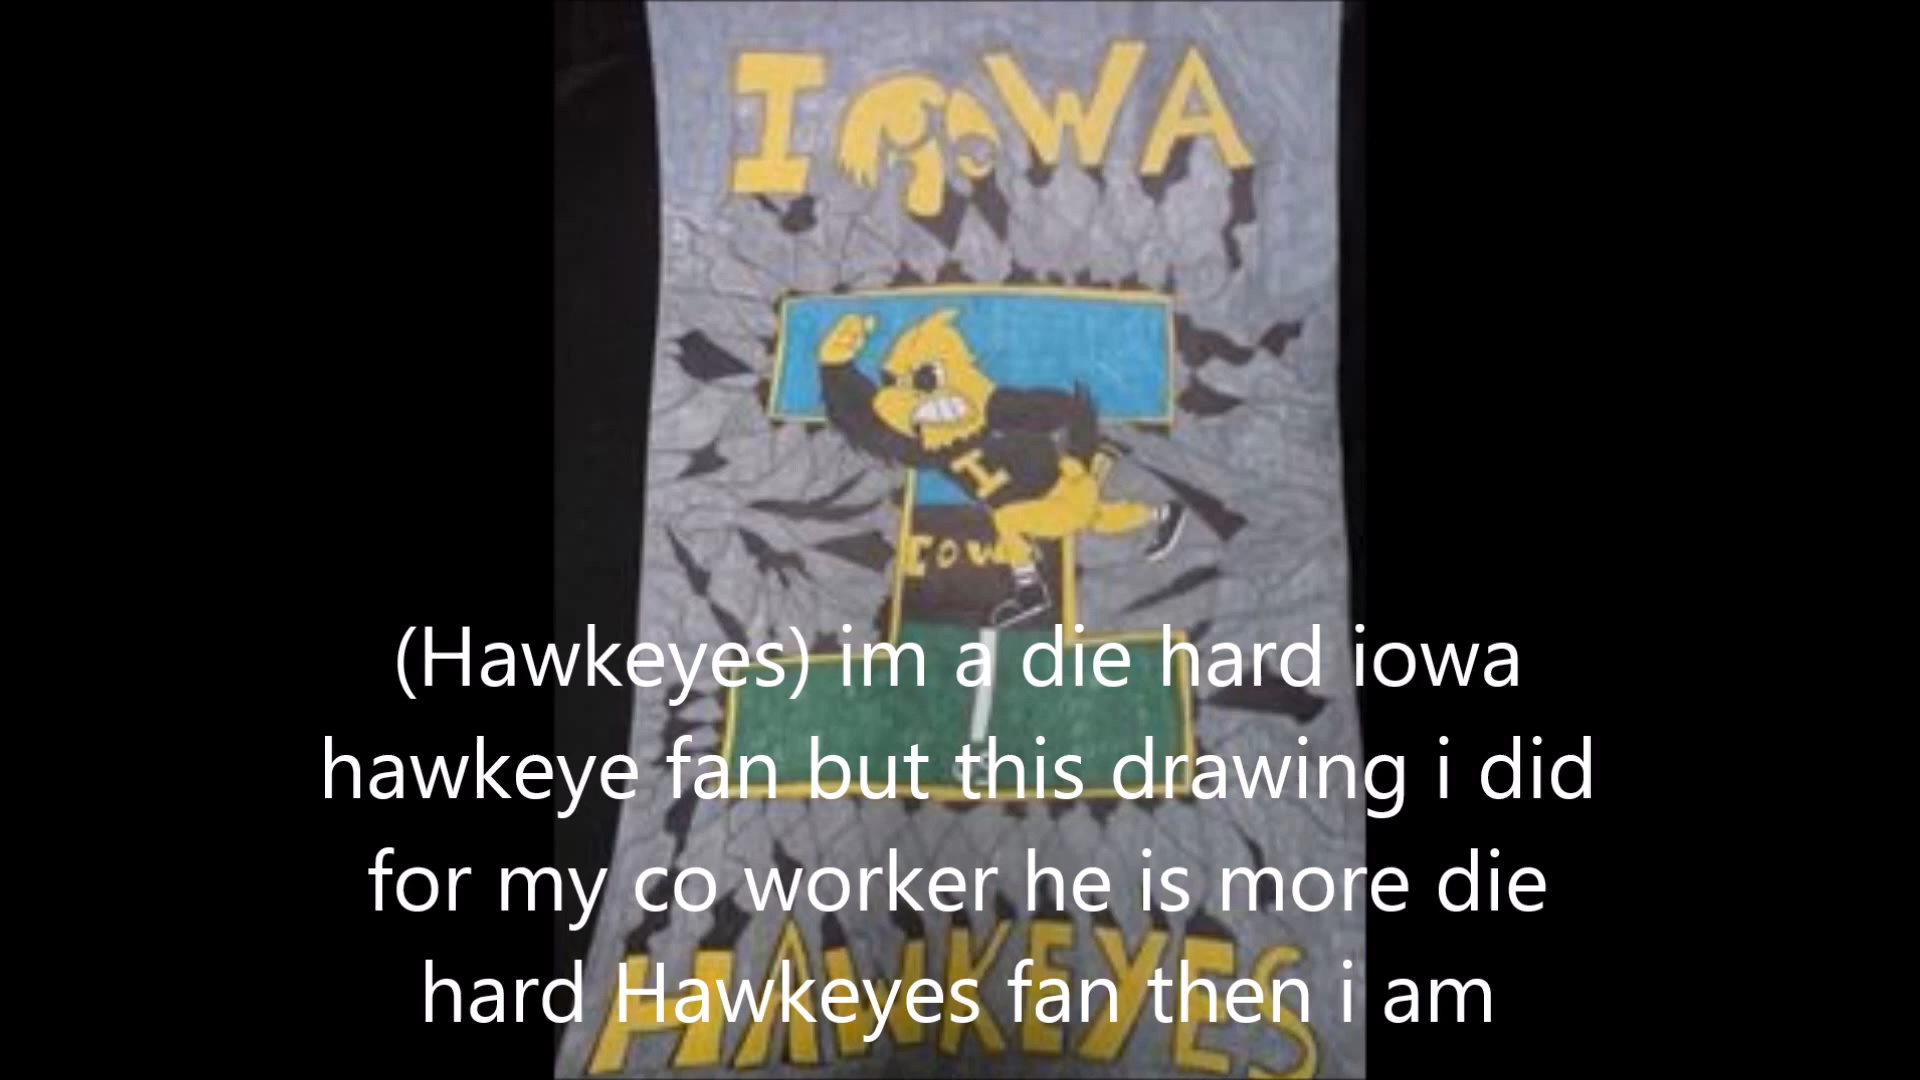 IOWA
I
IOWA
(Hawkeyes) im a die hard iowa
hawkeye fan but this drawing i did
for my co worker he is more die
hard Hawkeyes fan then i am
HAWKEYES